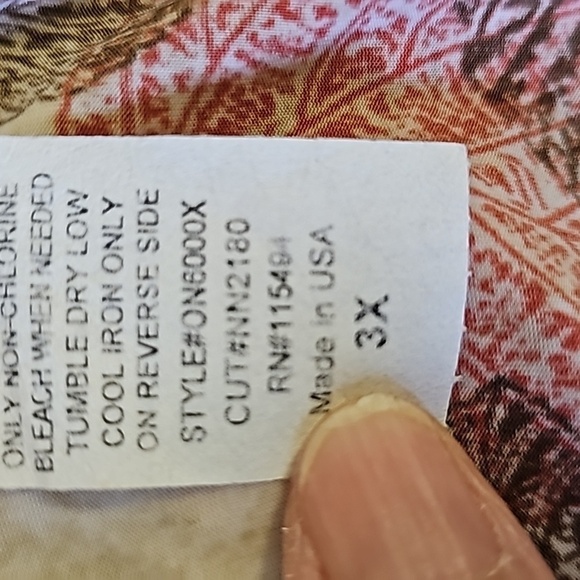 ONLY NON-CHLORINE
BLEACH WHEN NEEDED
TUMBLE DRY LOW
COOL IRON ONLY
ON REVERSE SIDE
STYLE#ON6000X
CUT#NN2180
RN#115494
Made in USA
3X